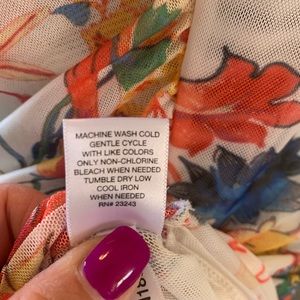 MACHINE WASH COLD
GENTLE CYCLE
WITH LIKE COLORS
ONLY NON-CHLORINE
BLEACH WHEN NEEDED
TUMBLE DRY LOW
COOL IRON
WHEN NEEDED
RN# 23243